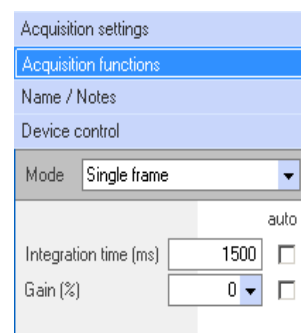 Acquisition settings
Acquisition functions
Name / Notes
Device control
Mode Single frame
auto
Integration time (ms) 1500
Gain (%) 0